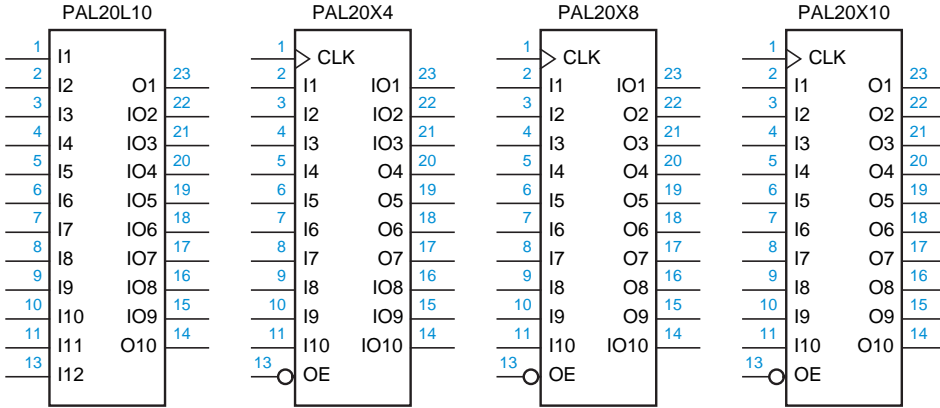 PAL20L10
1 I1
2 I2 O1 23
3 I3 IO2 22
4 I4 IO3 21
5 I5 IO4 20
6 I6 IO5 19
7 I7 IO6 18
8 I8 IO7 17
9 I9 IO8 16
10 I10 IO9 15
11 I11 O10 14
13 I12
PAL20X4
1 CLK
2 I1 IO1 23
3 I2 IO2 22
4 I3 IO3 21
5 I4 O4 20
6 I5 O5 19
7 I6 O6 18
8 I7 O7 17
9 I8 IO8 16
10 I9 IO9 15
11 I10 IO10 14
13 OE
PAL20X8
1 CLK
2 I1 IO1 23
3 I2 O2 22
4 I3 O3 21
5 I4 O4 20
6 I5 O5 19
7 I6 O6 18
8 I7 O7 17
9 I8 O8 16
10 I9 O9 15
11 I10 IO10 14
13 OE
PAL20X10
1 CLK
2 I1 O1 23
3 I2 O2 22
4 I3 O3 21
5 I4 O4 20
6 I5 O5 19
7 I6 O6 18
8 I7 O7 17
9 I8 O8 16
10 I9 O9 15
11 I10 O10 14
13 OE